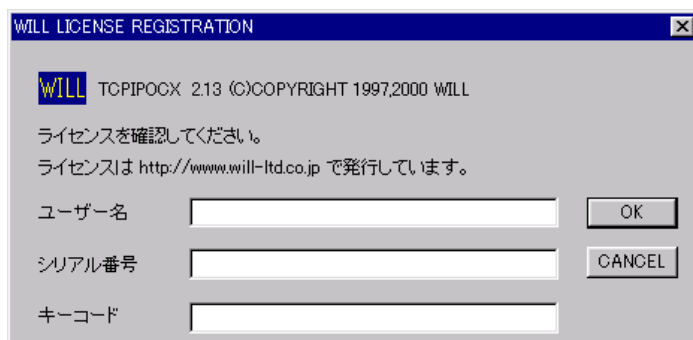 WILL LICENSE REGISTRATION
WILL TCPIPOCX 2.13 (C)COPYRIGHT 1997,2000 WILL
ライセンスを確認してください。
ライセンスは http://www.will-ltd.co.jp で発行しています。
ユーザー名 OK
シリアル番号 CANCEL
キーコード